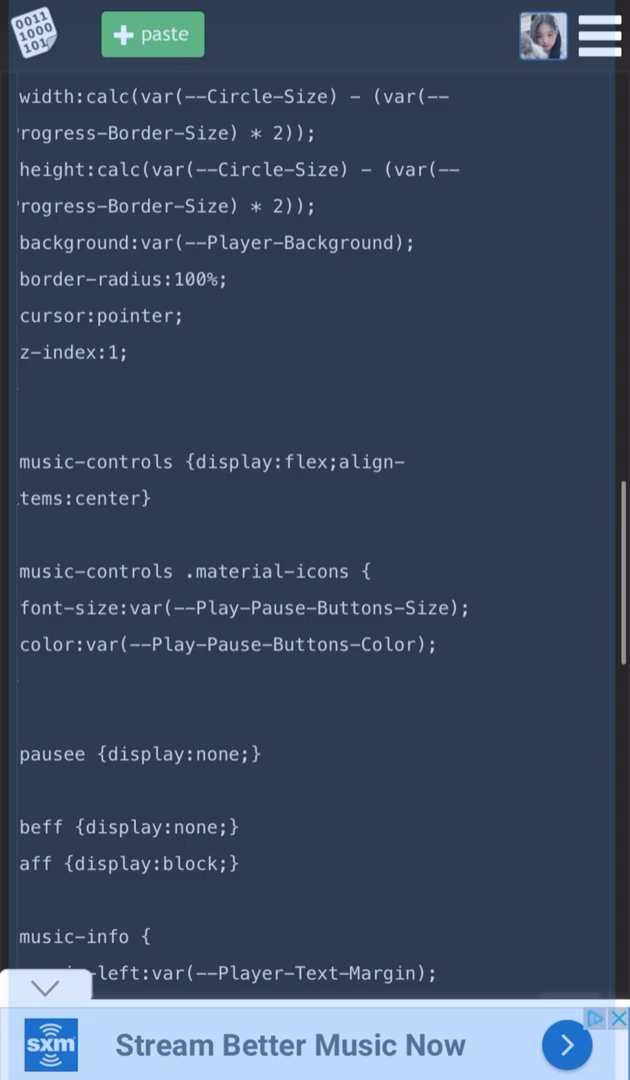 0011
1000
101
+ paste
width:calc(var(--Circle-Size) - (var(--
rogress-Border-Size) * 2));
height:calc(var(--Circle-Size) - (var(--
rogress-Border-Size) * 2));
background:var(--Player-Background);
border-radius:100%;
cursor:pointer;
z-index:1;
music-controls {display:flex;align-
tems:center}
music-controls .material-icons {
font-size:var(--Play-Pause-Buttons-Size);
color:var(--Play-Pause-Buttons-Color);
pausee {display:none;}
beff {display:none;}
aff {display:block;}
music-info {
-left:var(--Player-Text-Margin);
sxm
Stream Better Music Now